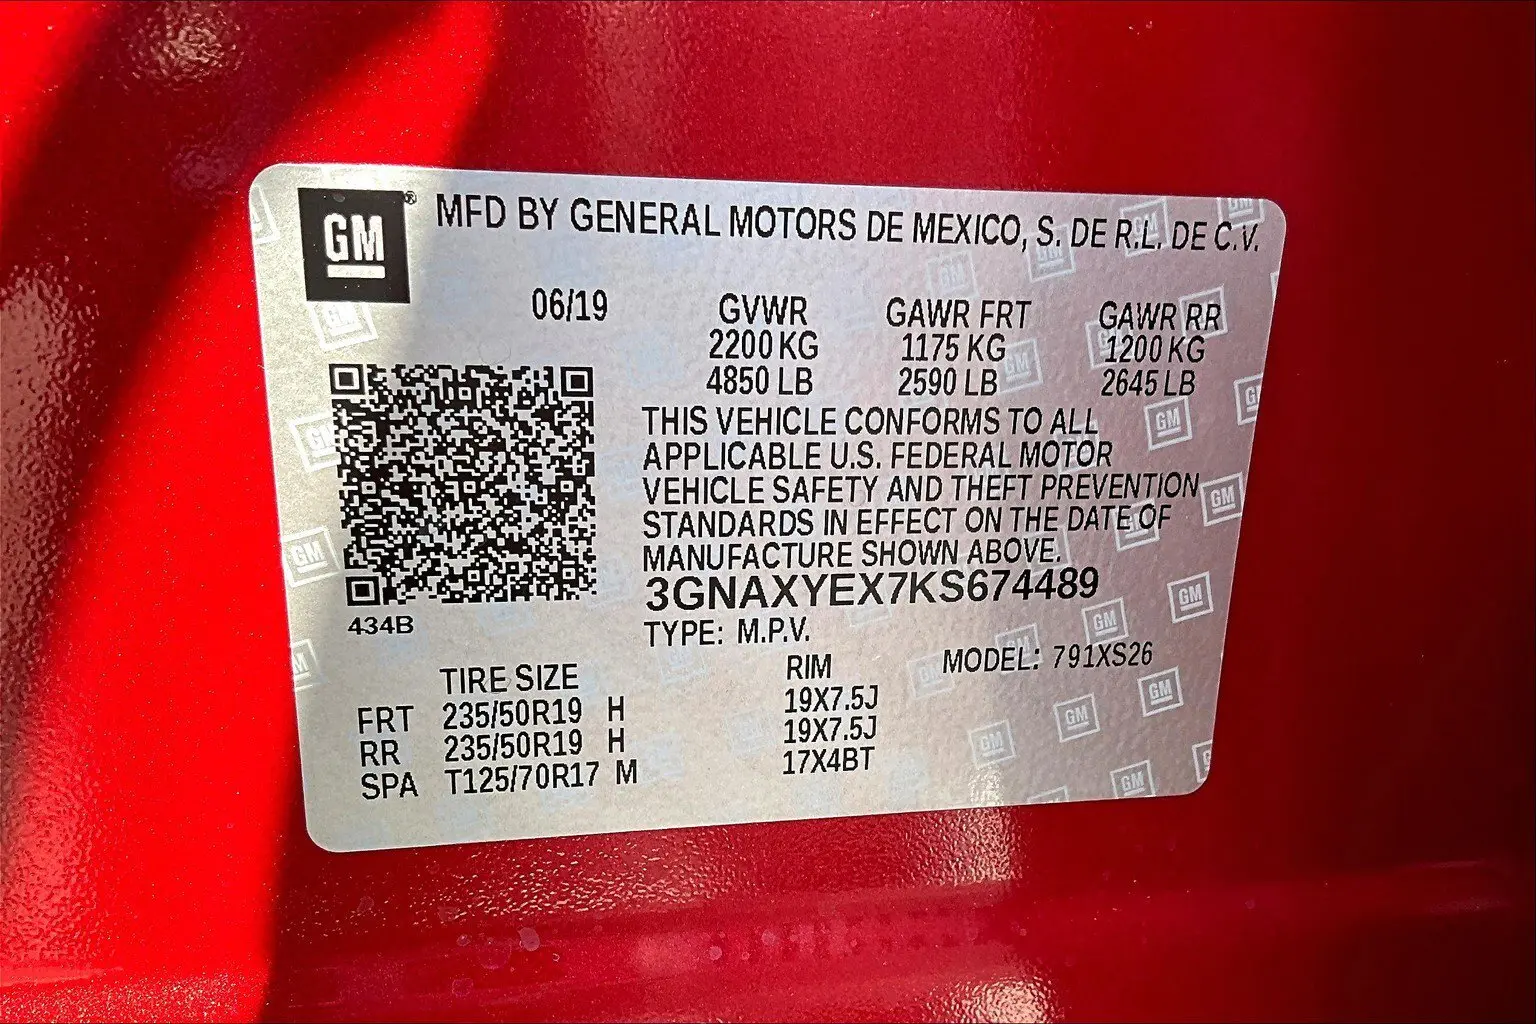 GM® MFD BY GENERAL MOTORS DE MEXICO, S. DE R.L. DE C.V.
06/19 GVWR GAWR FRT GAWR RR
2200 KG 1175 KG 1200 KG
4850 LB 2590 LB 2645 LB
THIS VEHICLE CONFORMS TO ALL
APPLICABLE U.S. FEDERAL MOTOR
VEHICLE SAFETY AND THEFT PREVENTION
STANDARDS IN EFFECT ON THE DATE OF
MANUFACTURE SHOWN ABOVE.
3GNAXYEX7KS674489
434B
TYPE: M.P.V.
MODEL: 791XS26
TIRE SIZE RIM
FRT 235/50R19 H 19X7.5J
RR 235/50R19 H 19X7.5J
SPA T125/70R17 M 17X4BT